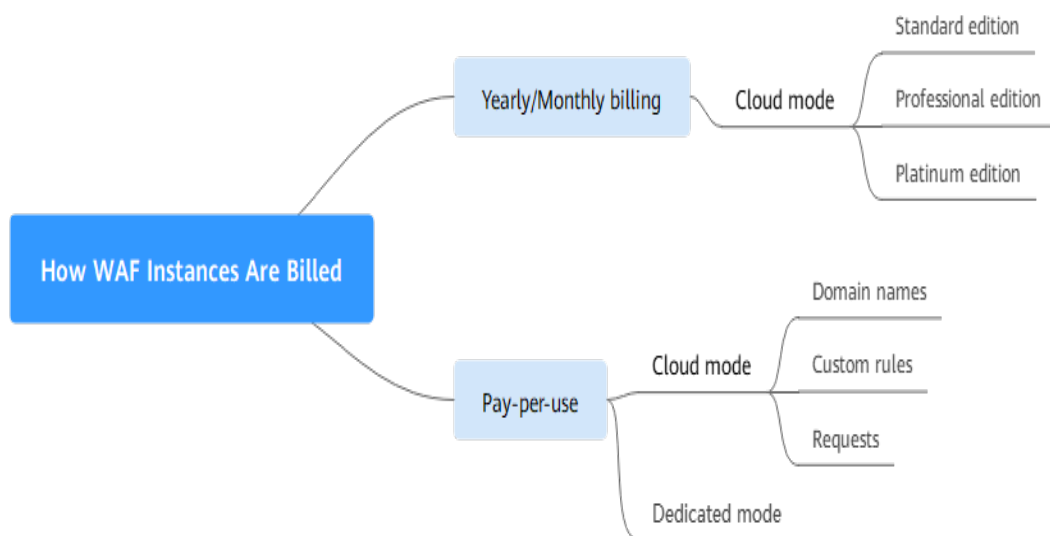 How WAF Instances Are Billed
Yearly/Monthly billing
Cloud mode
Standard edition
Professional edition
Platinum edition
Pay-per-use
Cloud mode
Domain names
Custom rules
Requests
Dedicated mode